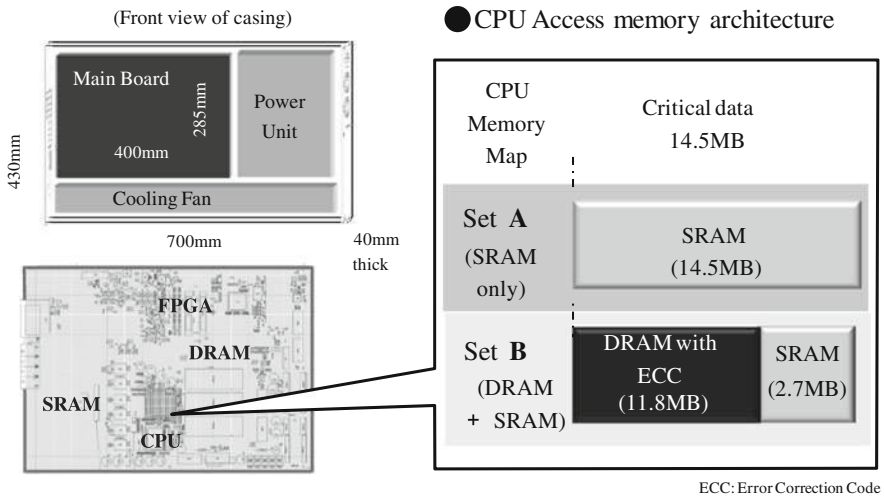 (Front view of casing)
Main Board
285mm
400mm
Power
Unit
430mm
Cooling Fan
700mm
40mm
thick
FPGA
DRAM
SRAM
CPU
●CPU Access memory architecture
CPU
Memory
Map
Critical data
14.5MB
Set A
(SRAM
only)
SRAM
(14.5MB)
Set B
(DRAM
+ SRAM)
DRAM with
ECC
(11.8MB)
SRAM
(2.7MB)
ECC: Error Correction Code